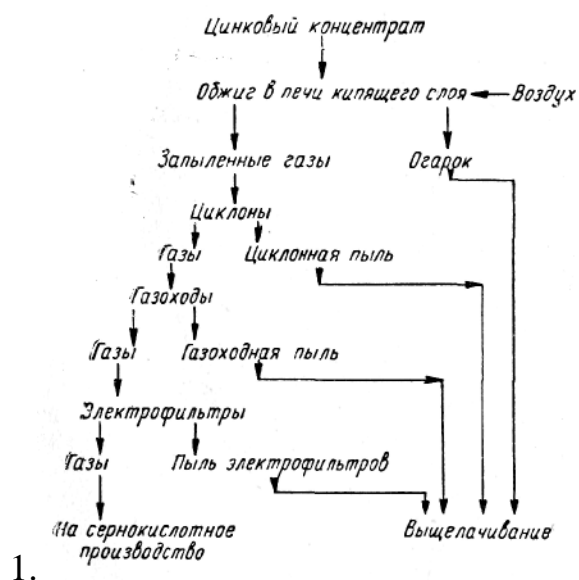 Цинковый концентрат
Обжиг в печи кипящего слоя
Воздух
Запыленные газы
Огарок
Циклоны
Газы
Циклонная пыль
Газоходы
Газы
Газоходная пыль
Электрофильтры
Газы
Пыль электрофильтров
На сернокислотное
производство
Выщелачивание
1.